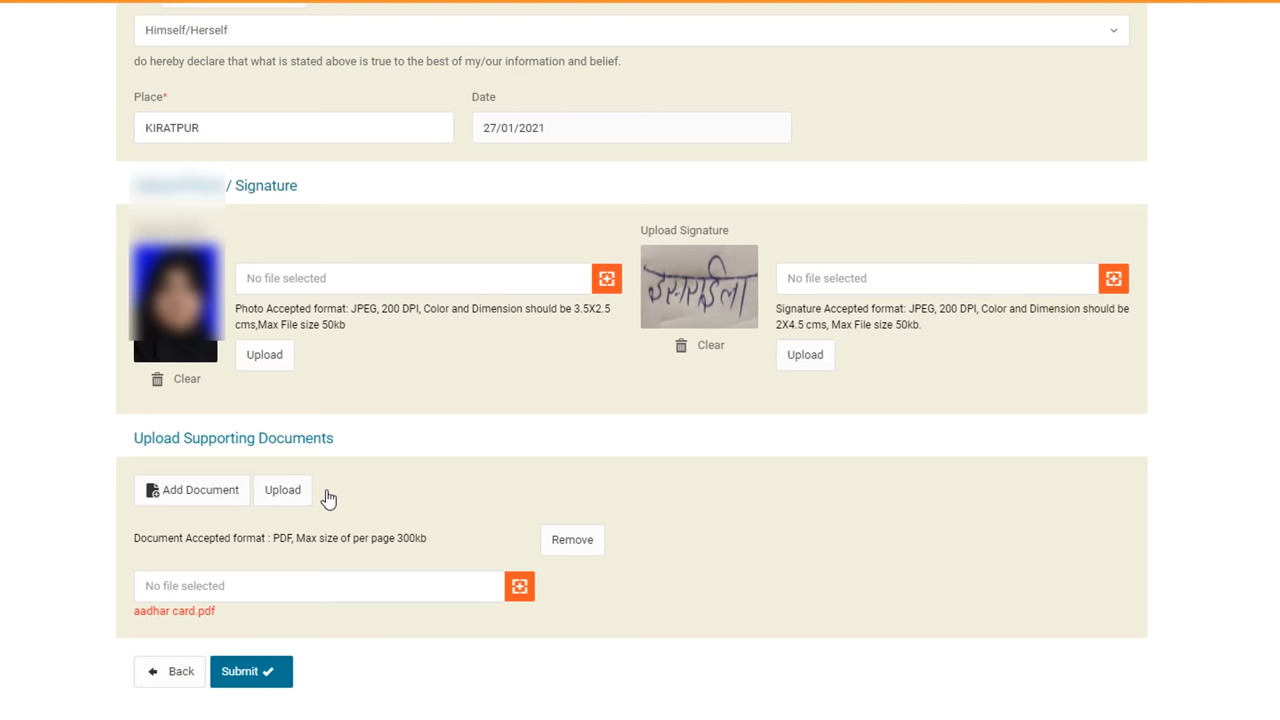 Himself/Herself
do hereby declare that what is stated above is true to the best of my/our information and belief.
Place* Date
KIRATPUR 27/01/2021
/ Signature
Upload Signature
No file selected
Photo Accepted format: JPEG, 200 DPI, Color and Dimension should be 3.5X2.5
cms,Max File size 50kb
Upload
Clear
इसराईला
Clear
No file selected
Signature Accepted format: JPEG, 200 DPI, Color and Dimension should be
2X4.5 cms, Max File size 50kb.
Upload
Upload Supporting Documents
Add Document Upload
Document Accepted format : PDF, Max size of per page 300kb Remove
No file selected
aadhar card.pdf
Back Submit